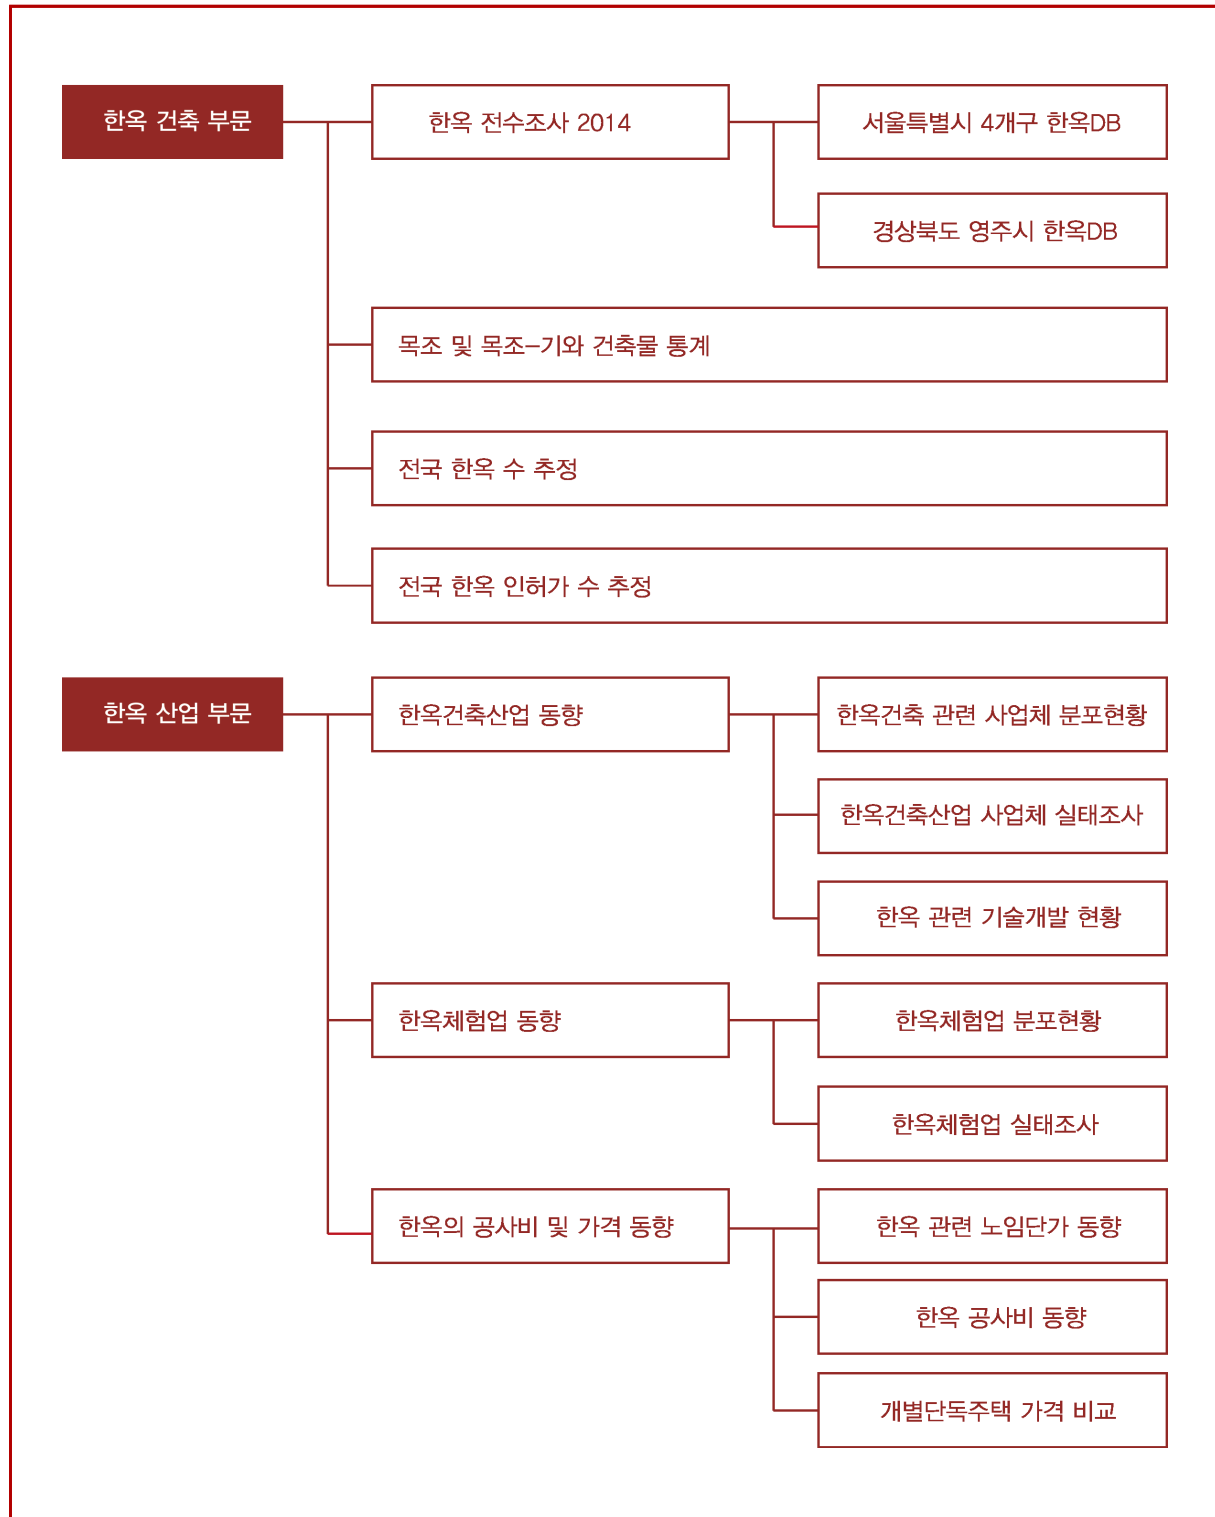 한옥 건축 부문
한옥 전수조사 2014
서울특별시 4개구 한옥DB
경상북도 영주시 한옥DB
목조 및 목조-기와 건축물 통계
전국 한옥 수 추정
전국 한옥 인허가 수 추정
한옥 산업 부문
한옥건축산업 동향
한옥건축 관련 사업체 분포현황
한옥건축산업 사업체 실태조사
한옥 관련 기술개발 현황
한옥체험업 동향
한옥체험업 분포현황
한옥체험업 실태조사
한옥의 공사비 및 가격 동향
한옥 관련 노임단가 동향
한옥 공사비 동향
개별단독주택 가격 비교